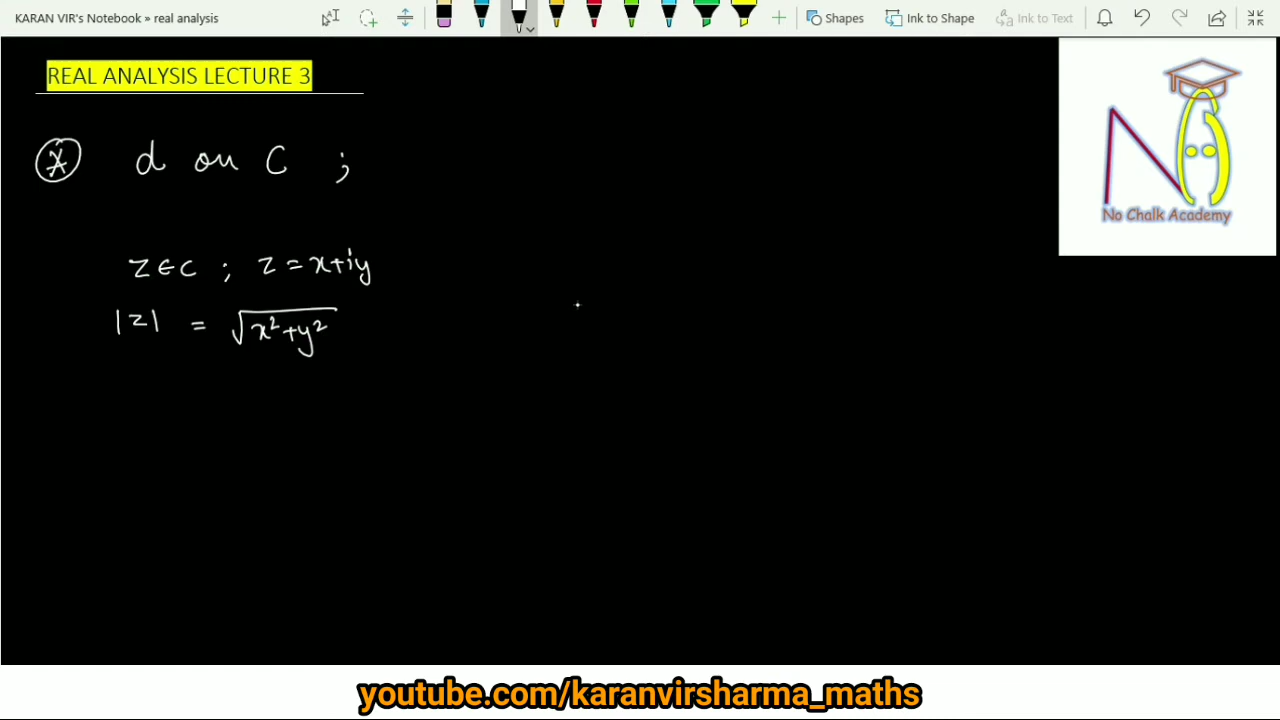 KARAN VIR's Notebook » real analysis
Shapes
Ink to Shape
Ink to Text
REAL ANALYSIS LECTURE 3
d on C ;
z∈C ; z = x+iy
|z| = √x²+y²
No Chalk Academy
youtube.com/karanvirsharma_maths